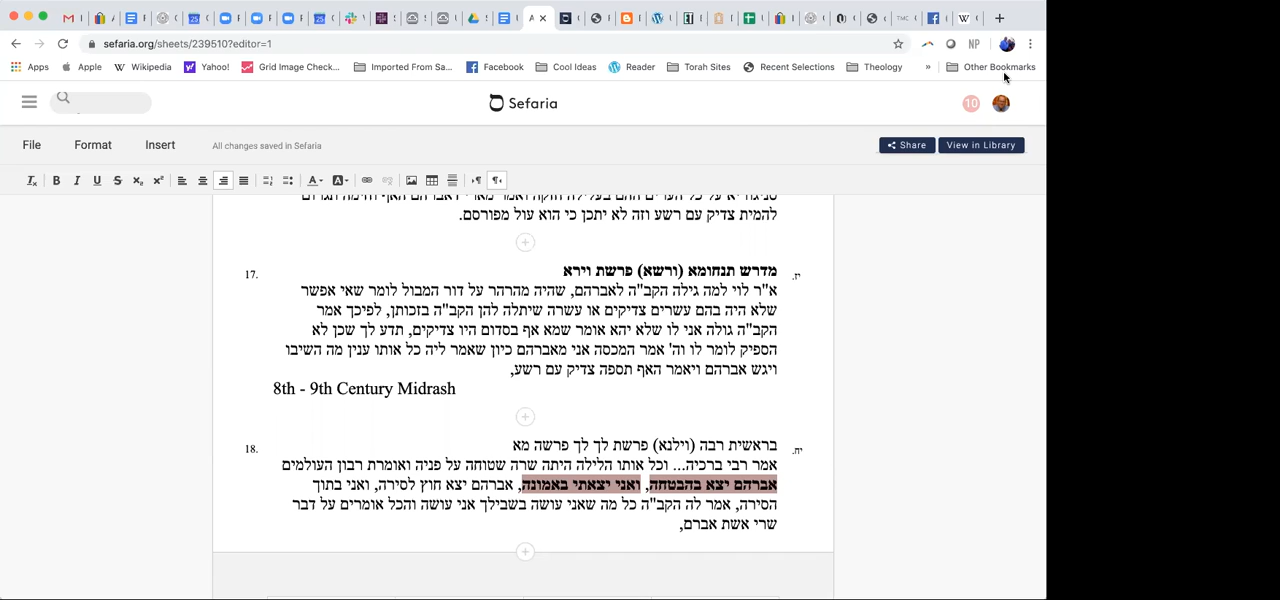 sefaria.org/sheets/239510?editor=1
NP
Apps Apple Wikipedia Yahoo! Grid Image Check... Imported From Sa... Facebook Cool Ideas Reader Torah Sites Recent Selections Theology » Other Bookmarks
Sefaria
10
File Format Insert All changes saved in Sefaria Share View in Library
להמית צדיק עם רשע וזה לא יתכן כי הוא עול מפורסם.
17.
יז.
מדרש תנחומא (ורשא) פרשת וירא
א"ר לוי למה גילה הקב"ה לאברהם, שהיה מהרהר על דור המבול לומר שאי אפשר
שלא היה בהם עשרים צדיקים או עשרה שיתלה להן הקב"ה בזכותן, לפיכך אמר
הקב"ה גולה אני לו שלא יהא אומר שמא אף בסדום היו צדיקים, תדע לך שכן לא
הספיק לומר לו וה' אמר המכסה אני מאברהם כיון שאמר ליה כל אותו ענין מה השיבו
ויגש אברהם ויאמר האף תספה צדיק עם רשע,
8th - 9th Century Midrash
18.
יח.
בראשית רבה (וילנא) פרשת לך לך פרשה מא
אמר רבי ברכיה... וכל אותו הלילה היתה שרה שטוחה על פניה ואומרת רבון העולמים
אברהם יצא בהבטחה, ואני יצאתי באמונה, אברהם יצא חוץ לסירה, ואני בתוך
הסירה, אמר לה הקב"ה כל מה שאני עושה בשבילך אני עושה והכל אומרים על דבר
שרי אשת אברם,